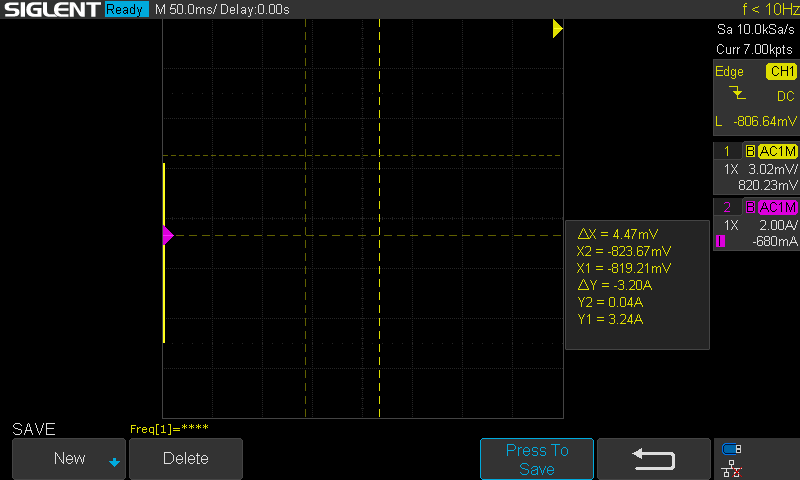 SIGLENT Ready M 50.0ms/ Delay:0.00s f < 10Hz
Sa 10.0kSa/s
Curr 7.00kpts
Edge CH1
DC
L -806.64mV
1 B AC1M
1X 3.02mV/
820.23mV
2 B AC1M
1X 2.00A/
-680mA
ΔX = 4.47mV
X2 = -823.67mV
X1 = -819.21mV
ΔY = -3.20A
Y2 = 0.04A
Y1 = 3.24A
SAVE Freq[1]=****
New Delete Press To
Save